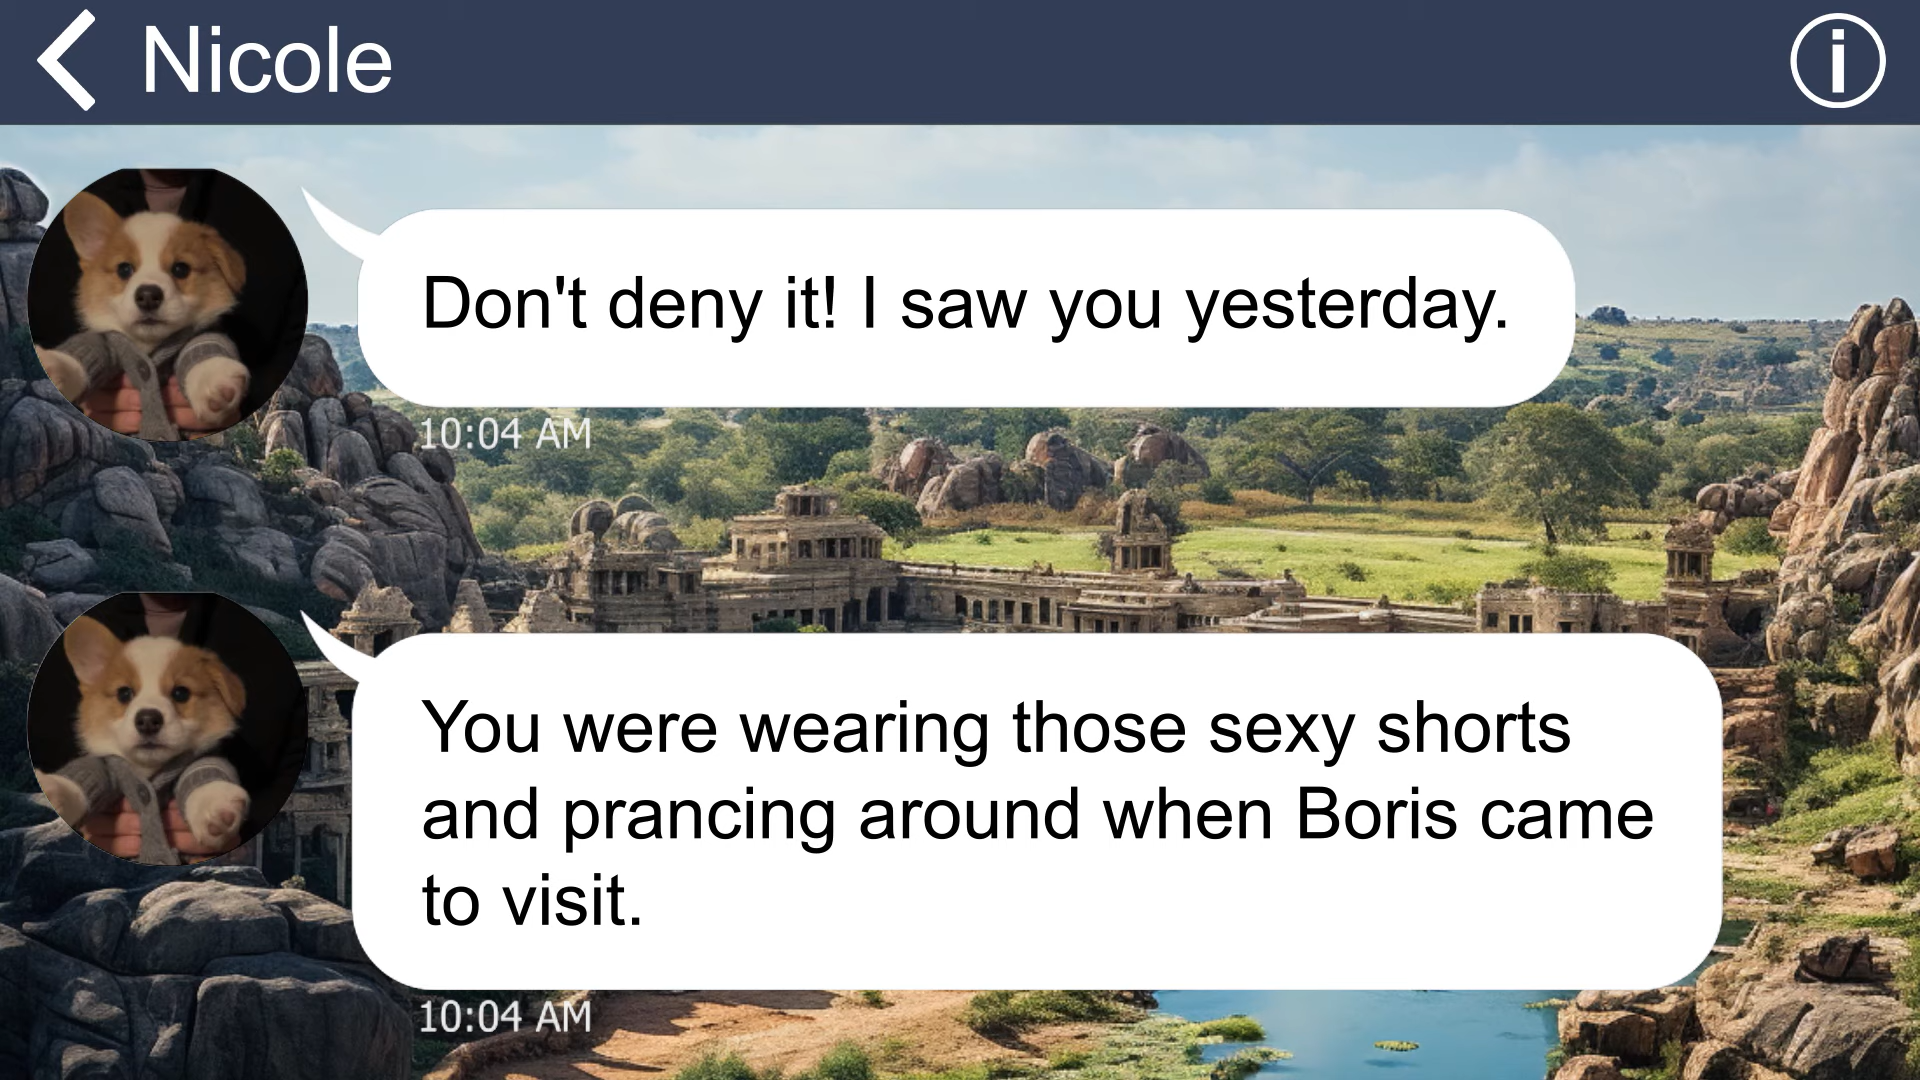 Nicole
Don't deny it! I saw you yesterday.
10:04 AM
You were wearing those sexy shorts
and prancing around when Boris came
to visit.
10:04 AM